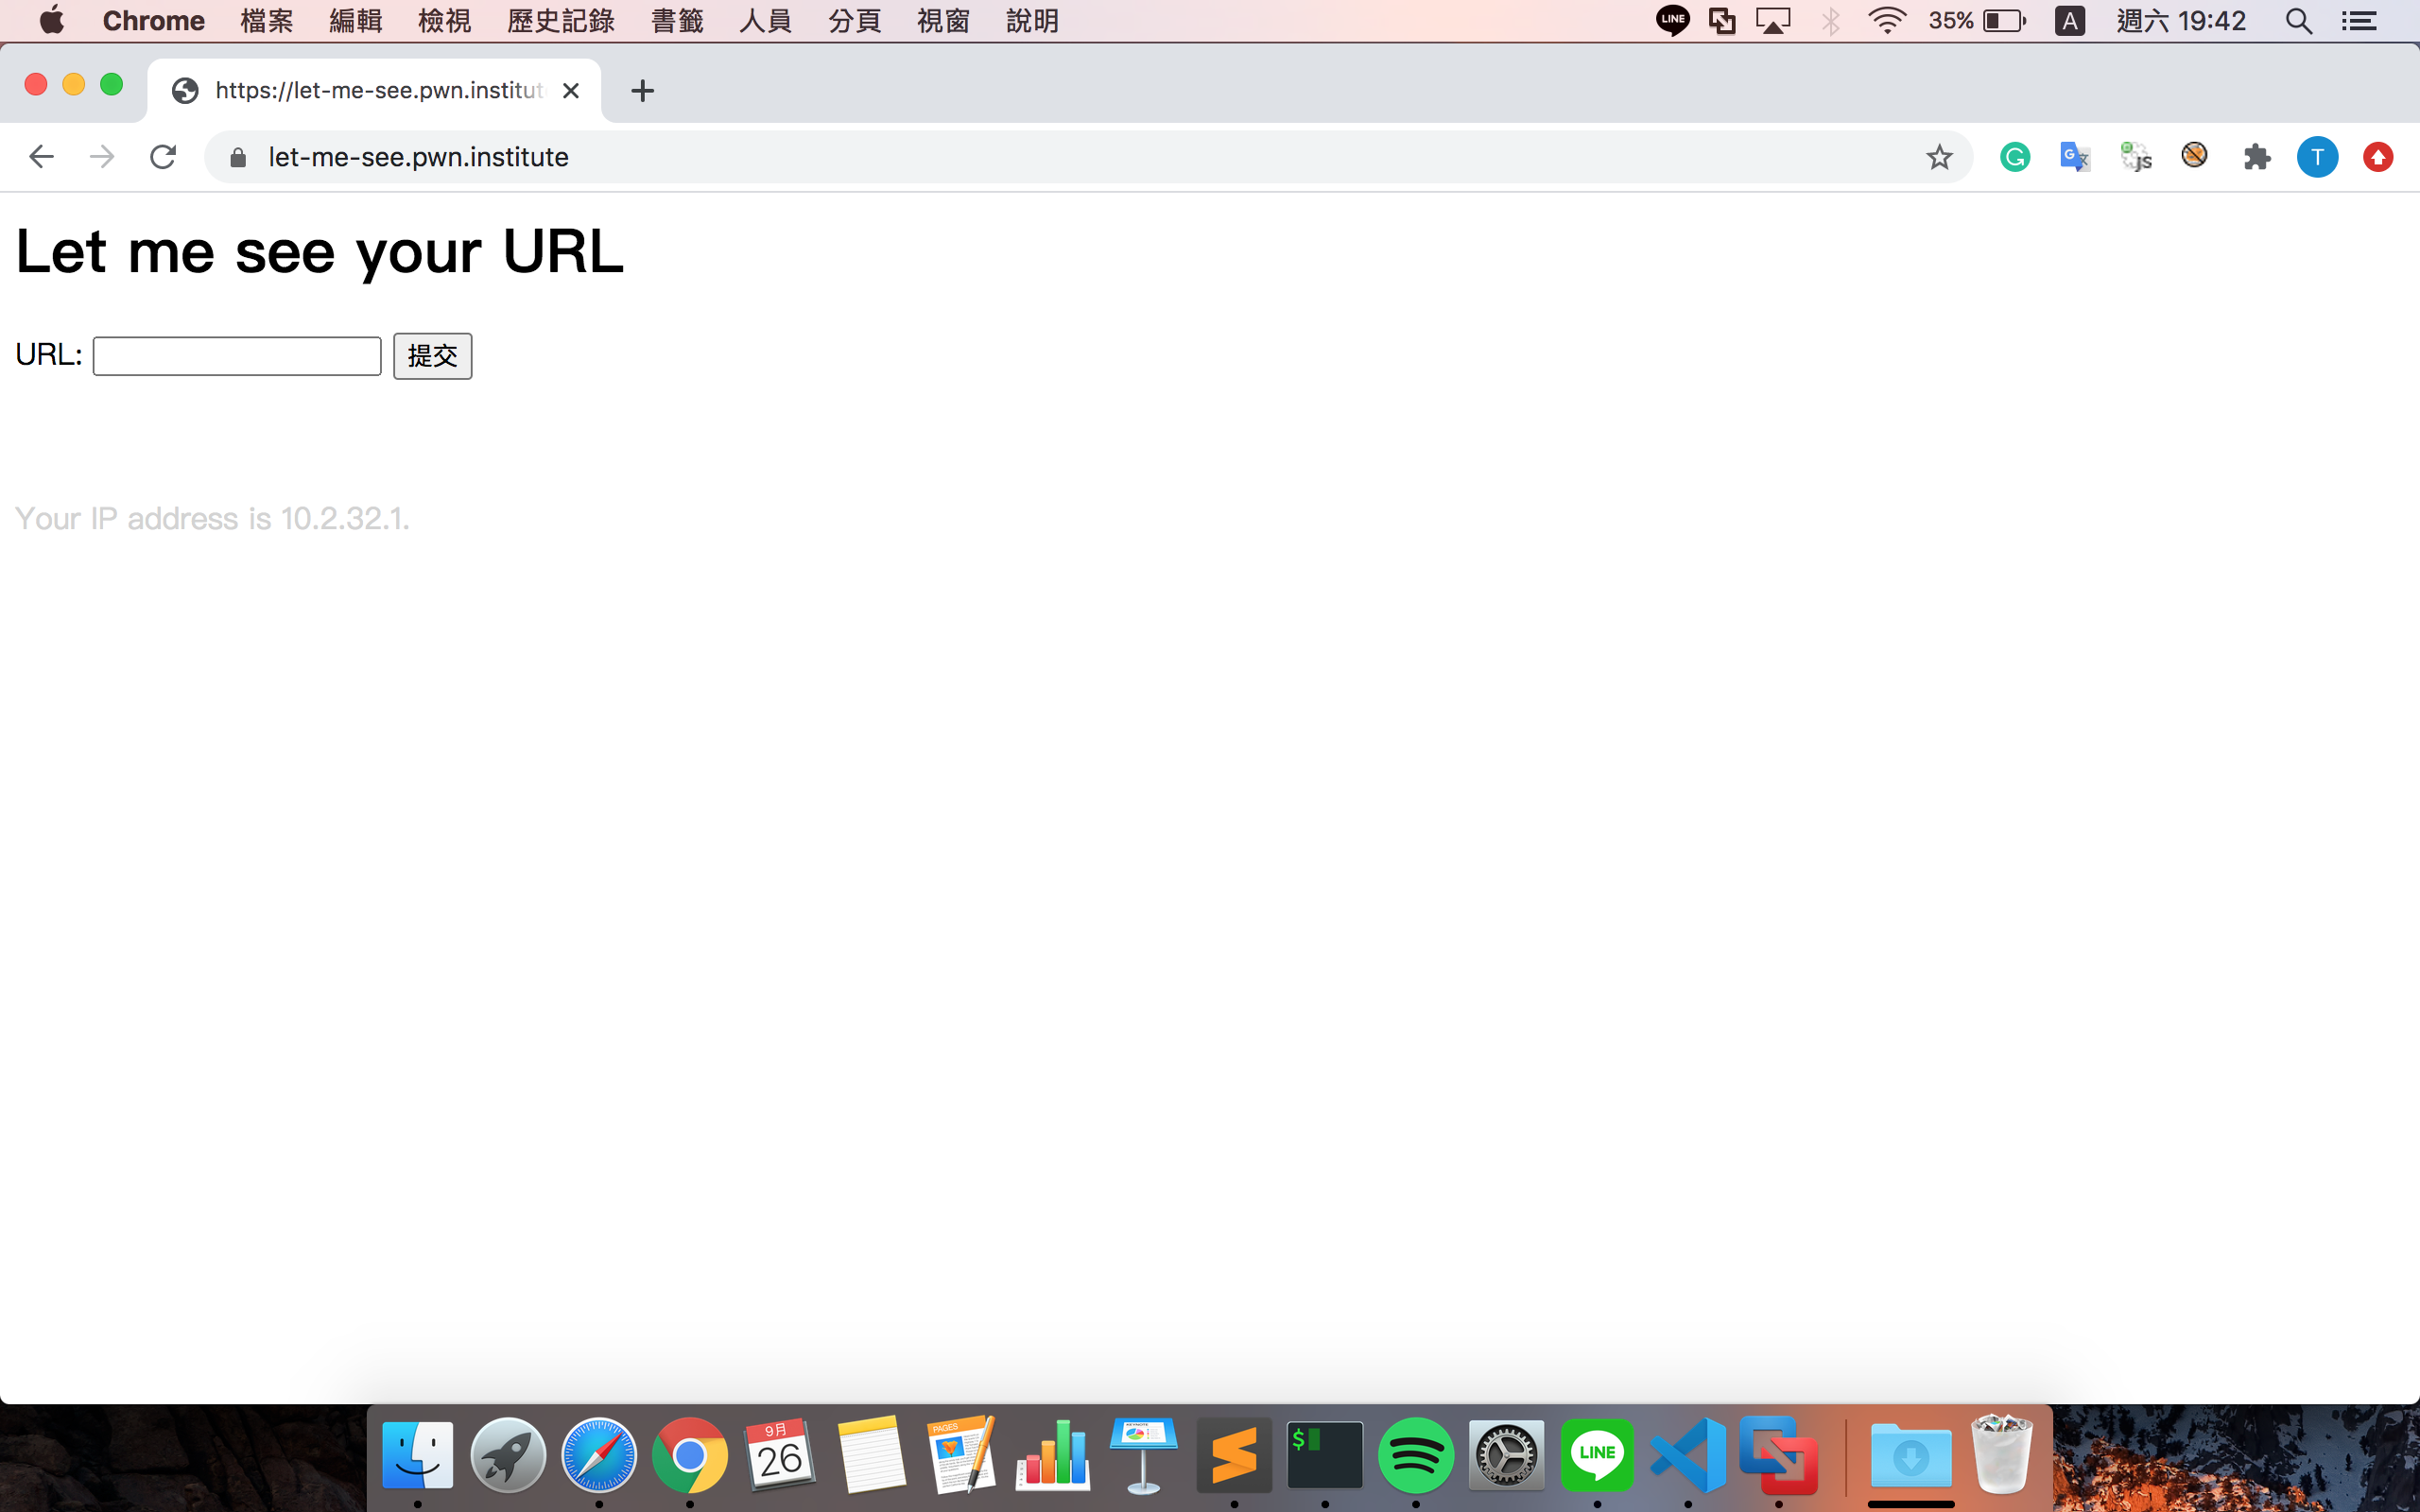 Chrome 檔案 編輯 檢視 歷史記錄 書籤 人員 分頁 視窗 說明 LINE 35% A 週六 19:42
https://let-me-see.pwn.institut
let-me-see.pwn.institute T
Let me see your URL
URL: 提交
Your IP address is 10.2.32.1.
9月
26
PAGES
$
LINE